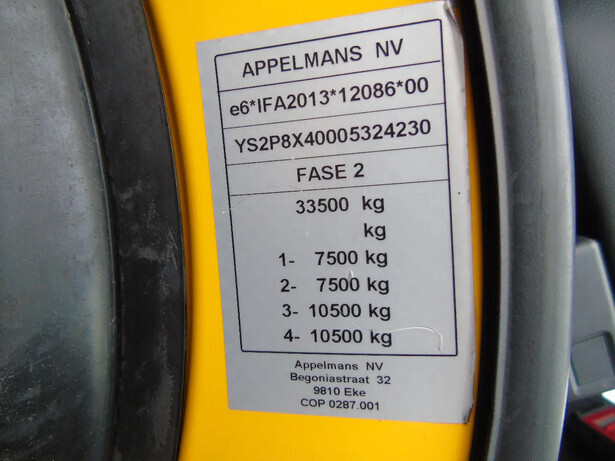 APPELMANS NV
e6*IFA2013*12086*00
YS2P8X40005324230
FASE 2
33500 kg
kg
1- 7500 kg
2- 7500 kg
3- 10500 kg
4- 10500 kg
Appelmans NV
Begoniastraat 32
9810 Eke
COP 0287.001